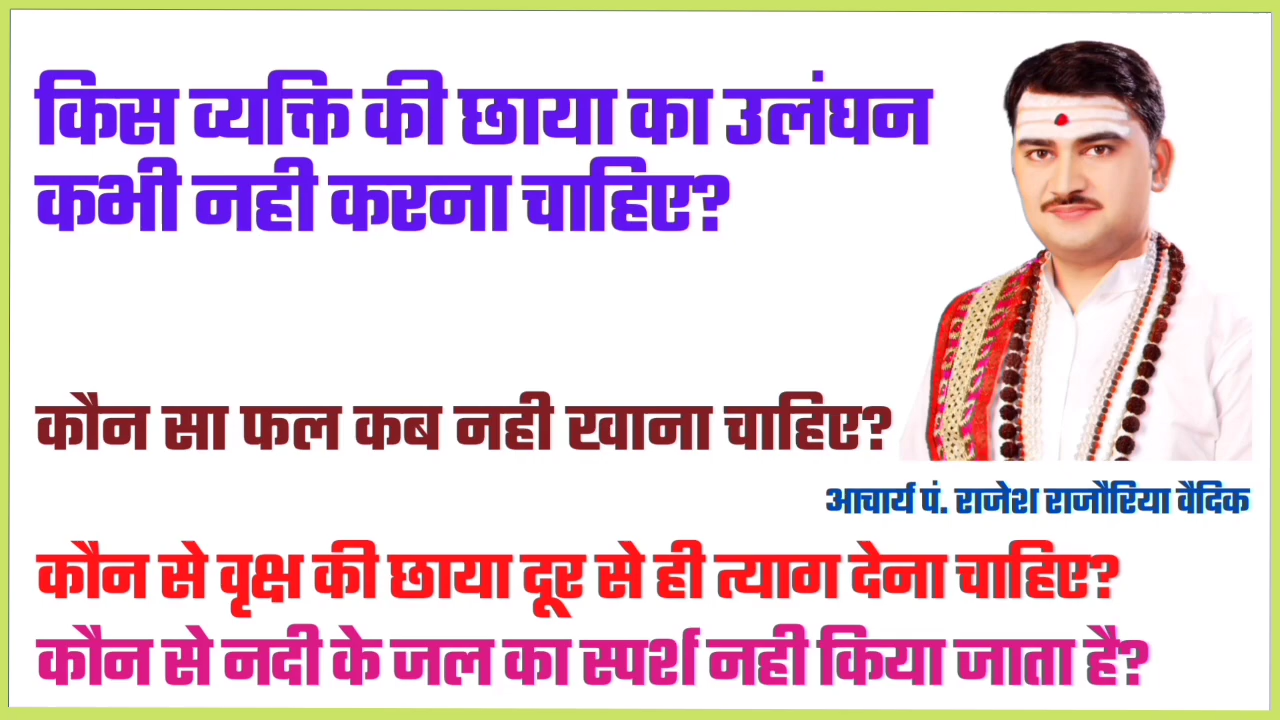 किस व्यक्ति की छाया का उलंघन
कभी नही करना चाहिए?
कौन सा फल कब नही खाना चाहिए?
आचार्य पं. राजेश राजौरिया वैदिक
कौन से वृक्ष की छाया दूर से ही त्याग देना चाहिए?
कौन से नदी के जल का स्पर्श नही किया जाता है?